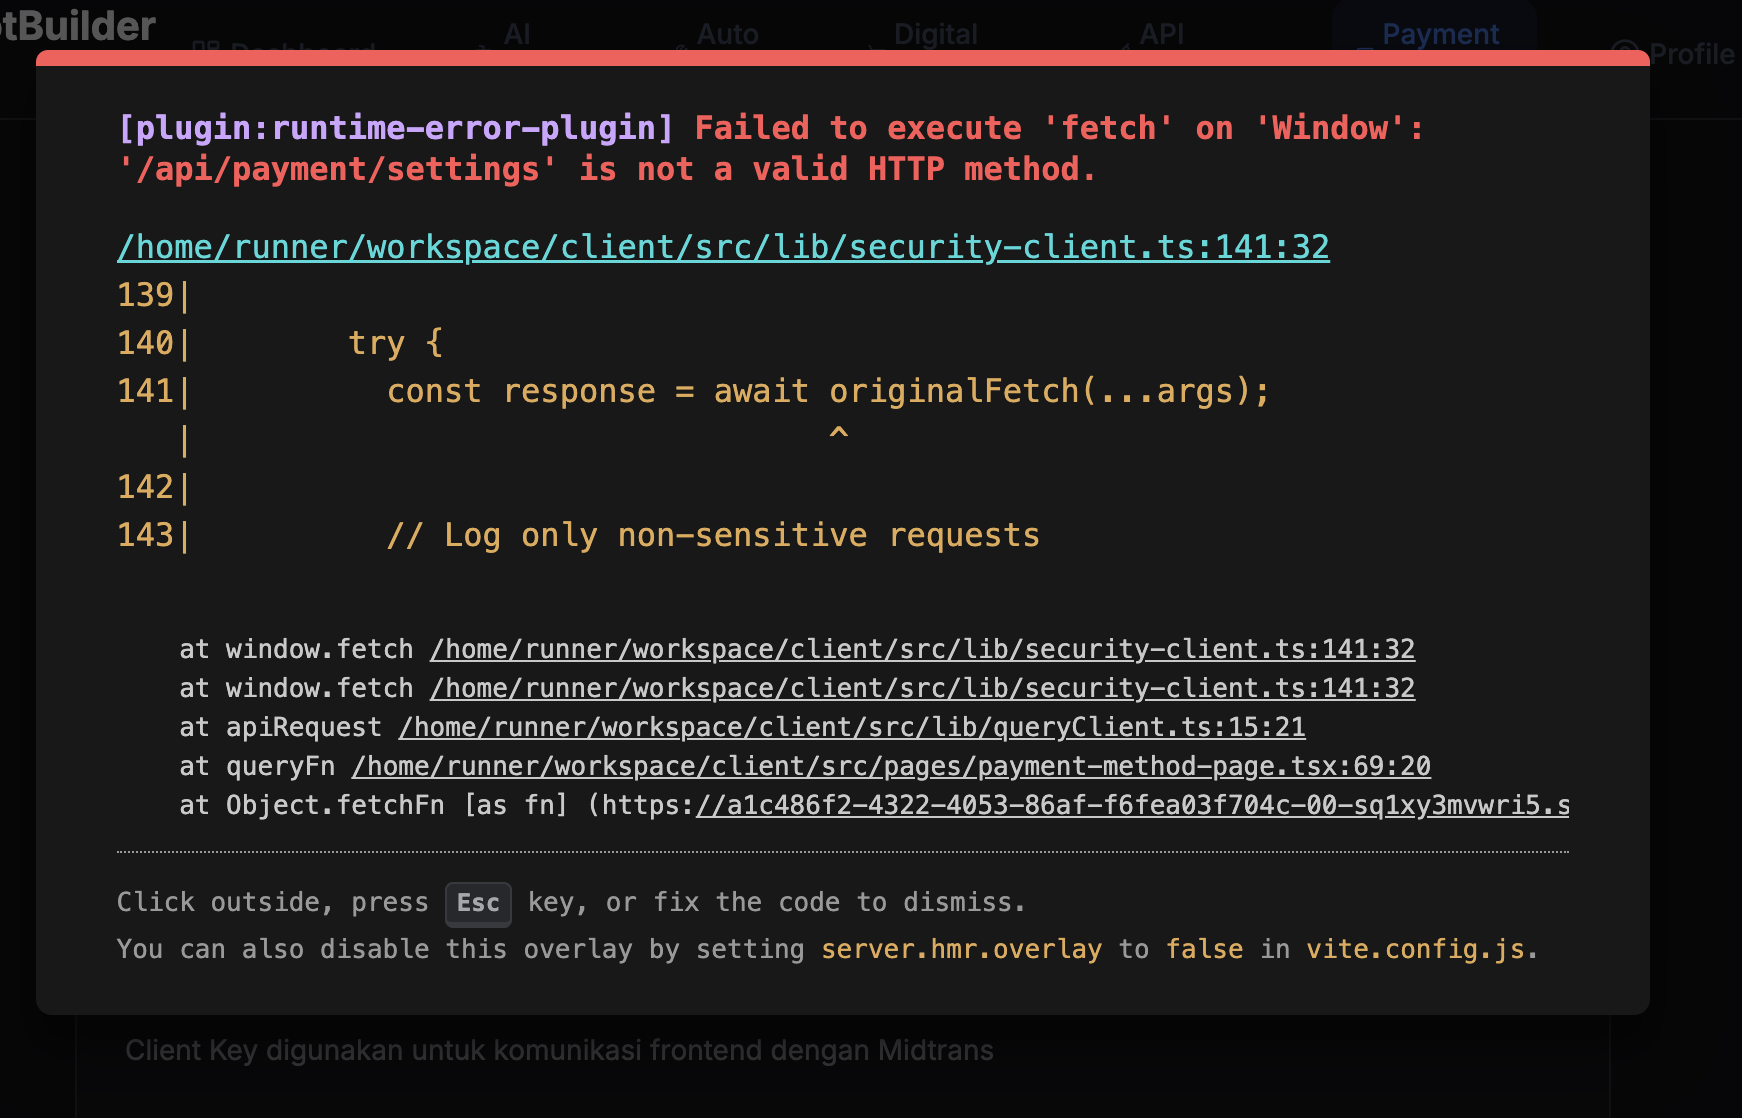 tBuilder
Dashboard
AI
Auto
Digital
API
Payment
Profile
[plugin:runtime-error-plugin] Failed to execute 'fetch' on 'Window':
'/api/payment/settings' is not a valid HTTP method.
/home/runner/workspace/client/src/lib/security-client.ts:141:32
139|
140|        try {
141|          const response = await originalFetch(...args);
   |                                 ^
142|
143|          // Log only non-sensitive requests
at window.fetch /home/runner/workspace/client/src/lib/security-client.ts:141:32
at window.fetch /home/runner/workspace/client/src/lib/security-client.ts:141:32
at apiRequest /home/runner/workspace/client/src/lib/queryClient.ts:15:21
at queryFn /home/runner/workspace/client/src/pages/payment-method-page.tsx:69:20
at Object.fetchFn [as fn] (https://a1c486f2-4322-4053-86af-f6fea03f704c-00-sq1xy3mvwri5.s
Click outside, press Esc key, or fix the code to dismiss.
You can also disable this overlay by setting server.hmr.overlay to false in vite.config.js.
Client Key digunakan untuk komunikasi frontend dengan Midtrans